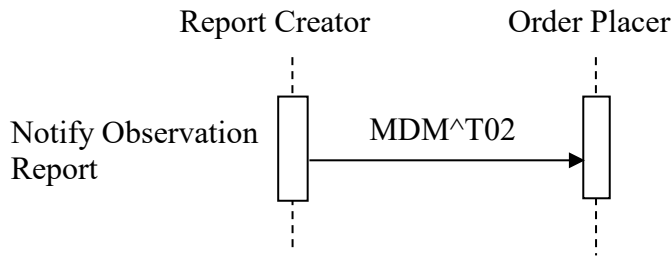 Report Creator
Order Placer
MDM^T02
Notify Observation
Report